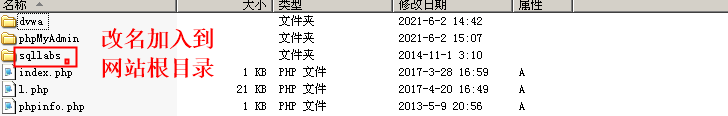 名称 大小 类型 修改日期 属性
dvwa 文件夹 2021-6-2 14:42
phpMyAdmin 文件夹 2021-6-2 15:07
sqllabs 文件夹 2014-11-1 3:10
index.php 1 KB PHP 文件 2017-3-28 16:59 A
l.php 21 KB PHP 文件 2017-4-20 16:49 A
phpinfo.php 1 KB PHP 文件 2013-5-9 20:56 A
改名加入到
网站根目录